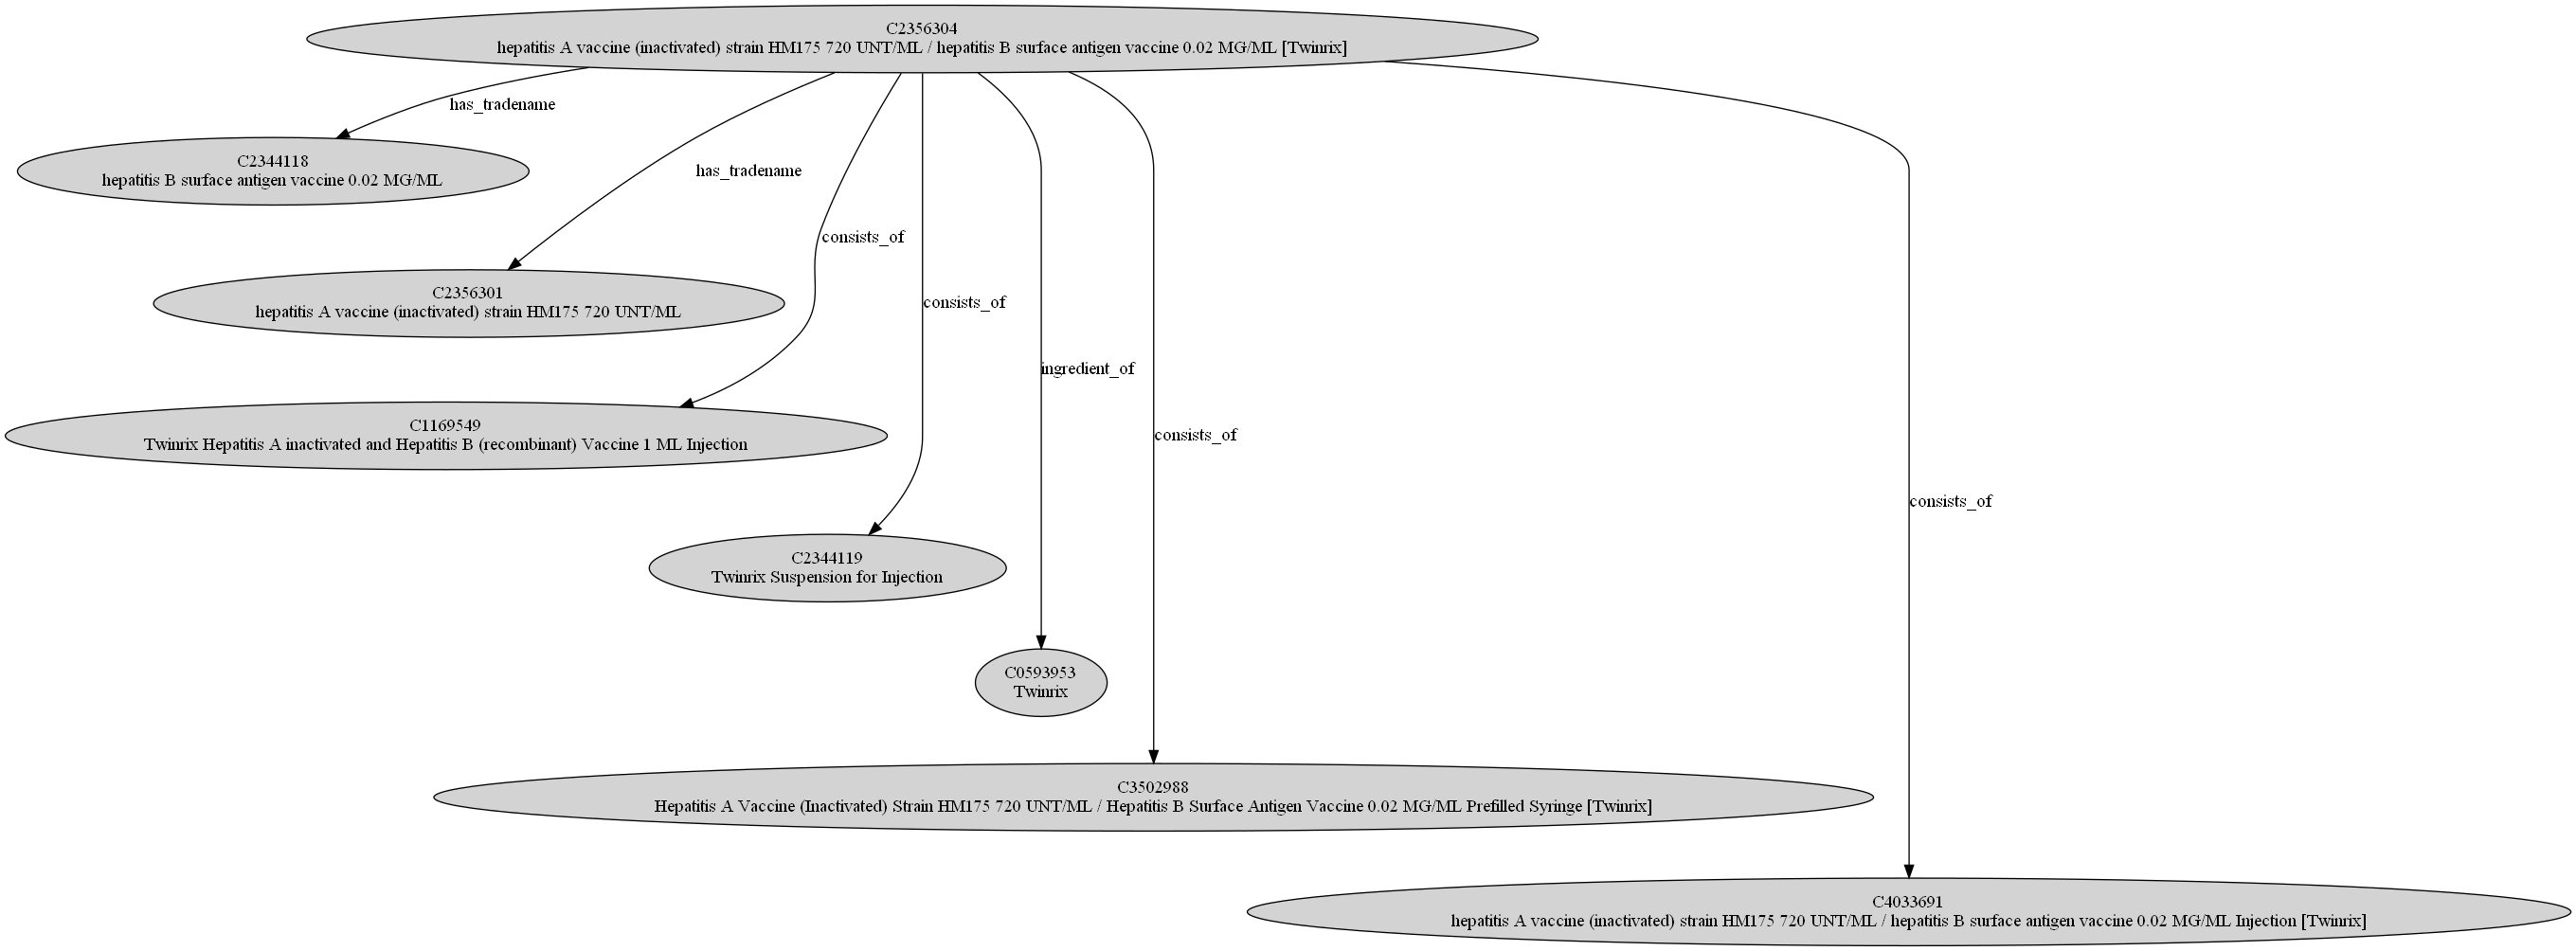 C2356304
hepatitis A vaccine (inactivated) strain HM175 720 UNT/ML / hepatitis B surface antigen vaccine 0.02 MG/ML [Twinrix]
has_tradename
C2344118
hepatitis B surface antigen vaccine 0.02 MG/ML
has_tradename
consists_of
C2356301
hepatitis A vaccine (inactivated) strain HM175 720 UNT/ML
consists_of
ingredient_of
C1169549
Twinrix Hepatitis A inactivated and Hepatitis B (recombinant) Vaccine 1 ML Injection
consists_of
consists_of
C2344119
Twinrix Suspension for Injection
C0593953
Twinrix
C3502988
Hepatitis A Vaccine (Inactivated) Strain HM175 720 UNT/ML / Hepatitis B Surface Antigen Vaccine 0.02 MG/ML Prefilled Syringe [Twinrix]
C4033691
hepatitis A vaccine (inactivated) strain HM175 720 UNT/ML / hepatitis B surface antigen vaccine 0.02 MG/ML Injection [Twinrix]